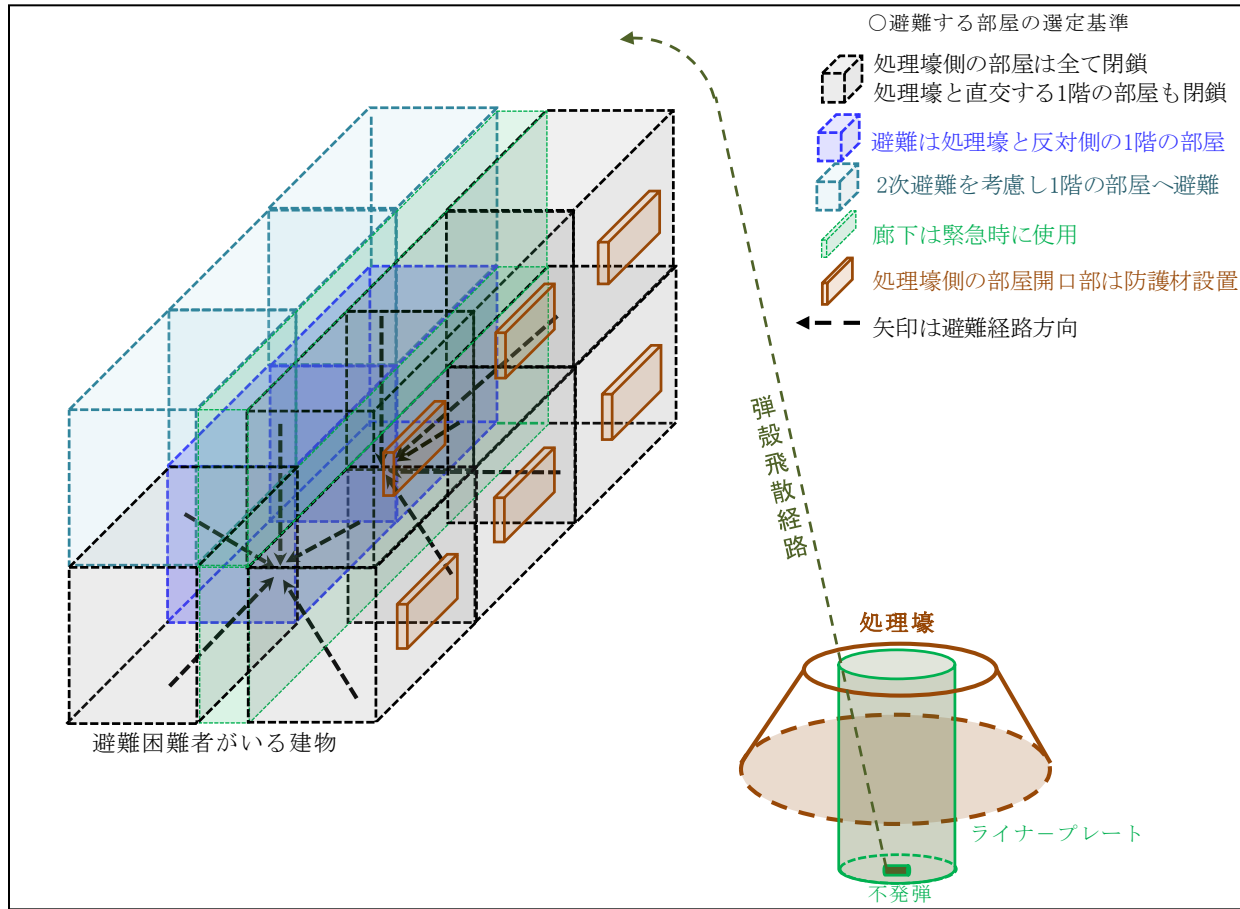 〇避難する部屋の選定基準
処理壕側の部屋は全て閉鎖
処理壕と直交する1階の部屋も閉鎖
避難は処理壕と反対側の1階の部屋
2次避難を考慮し1階の部屋へ避難
廊下は緊急時に使用
処理壕側の部屋開口部は防護材設置
矢印は避難経路方向
弾殻飛散経路
処理壕
避難困難者がいる建物
ライナープレート
不発弾